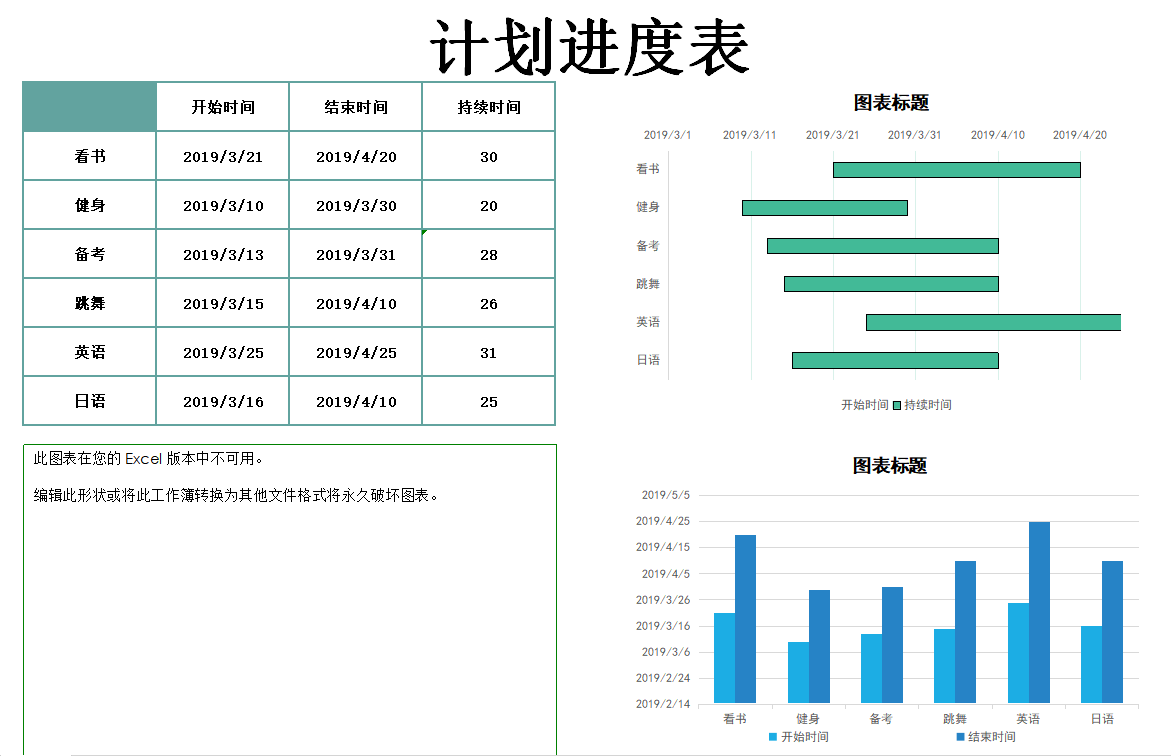 计划进度表
开始时间 结束时间 持续时间
看书 2019/3/21 2019/4/20 30
健身 2019/3/10 2019/3/30 20
备考 2019/3/13 2019/3/31 28
跳舞 2019/3/15 2019/4/10 26
英语 2019/3/25 2019/4/25 31
日语 2019/3/16 2019/4/10 25
此图表在您的 Excel 版本中不可用。
编辑此形状或将此工作簿转换为其他文件格式将永久破坏图表。
图表标题
2019/3/1 2019/3/11 2019/3/21 2019/3/31 2019/4/10 2019/4/20
看书
健身
备考
跳舞
英语
日语
开始时间 持续时间
图表标题
2019/5/5
2019/4/25
2019/4/15
2019/4/5
2019/3/26
2019/3/16
2019/3/6
2019/2/24
2019/2/14
看书 健身 备考 跳舞 英语 日语
开始时间 结束时间